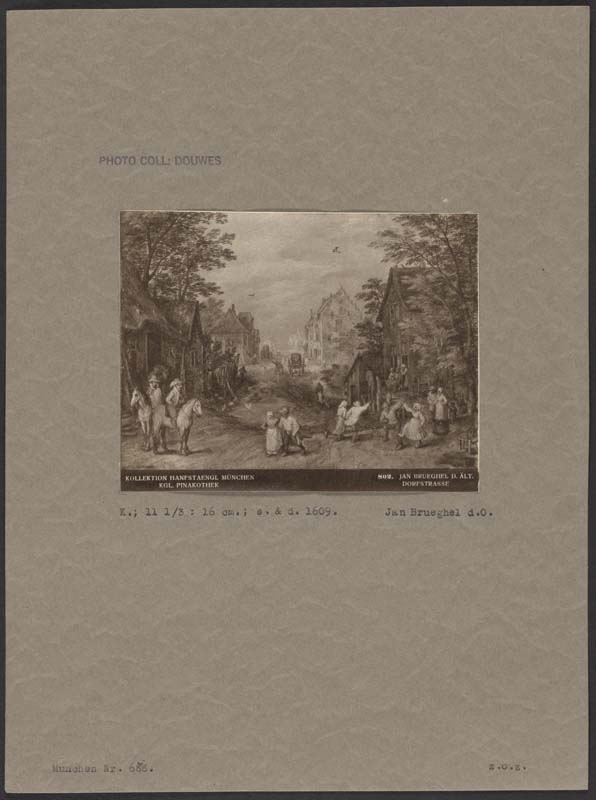 PHOTO COLL: DOUWES
KOLLEKTION HANFSTAENGL MÜNCHEN
KGL. PINAKOTHEK
802. JAN BRUEGHEL D. ÄLT.
DORFSTRASSE
K.; 11 1/3 : 16 cm.; s. & d. 1609.
Jan Brueghel d.O.
München Nr. 688.
z.o.z.